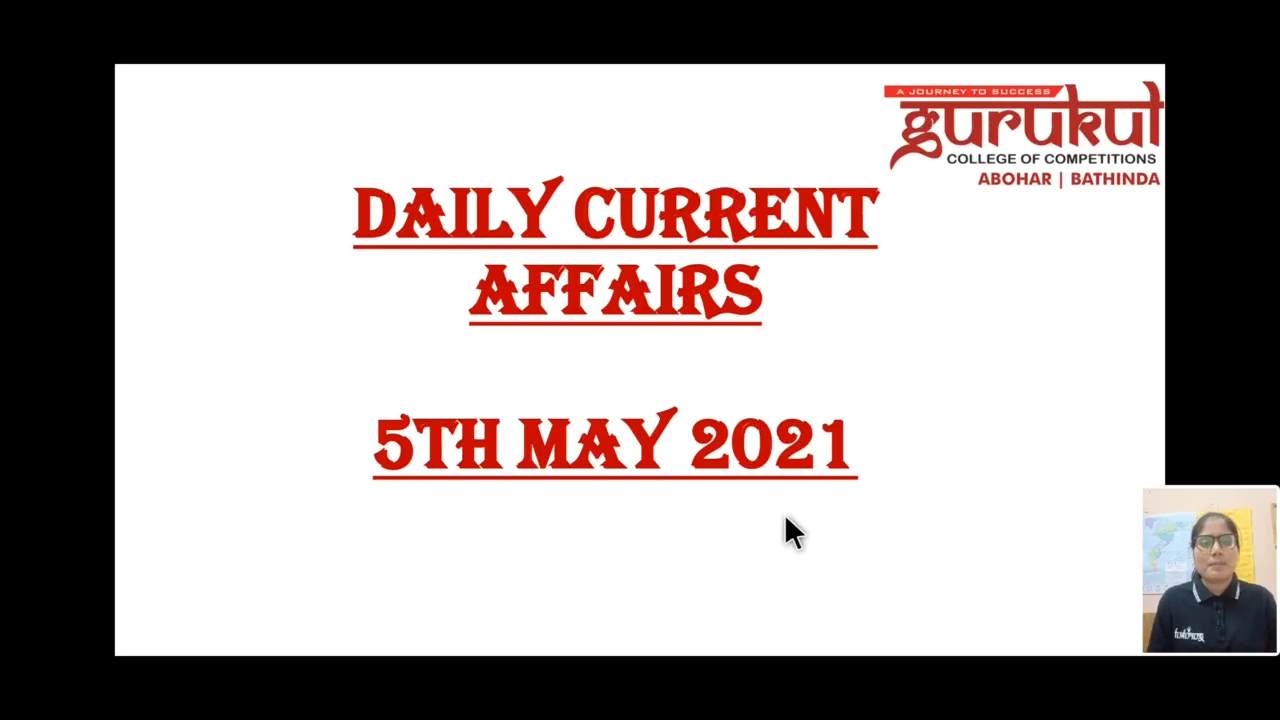 A JOURNEY TO SUCCESS
gurukul
COLLEGE OF COMPETITIONS
ABOHAR | BATHINDA
DAILY CURRENT
AFFAIRS
5TH MAY 2021